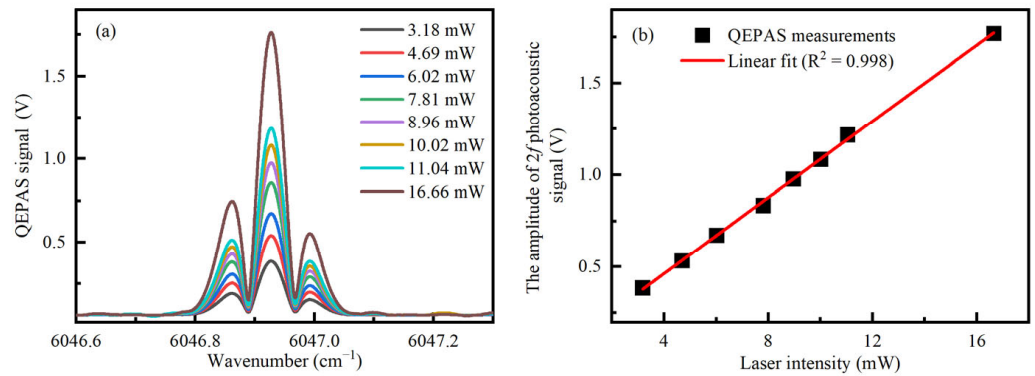 (a)
3.18 mW
4.69 mW
6.02 mW
7.81 mW
8.96 mW
10.02 mW
11.04 mW
16.66 mW
QEPAS signal (V)
1.5
1.0
0.5
6046.6
6046.8
6047.0
6047.2
Wavenumber (cm⁻¹)
(b)
QEPAS measurements
Linear fit (R² = 0.998)
The amplitude of 2f photoacoustic
signal (V)
1.5
1.0
0.5
4
8
12
16
Laser intensity (mW)